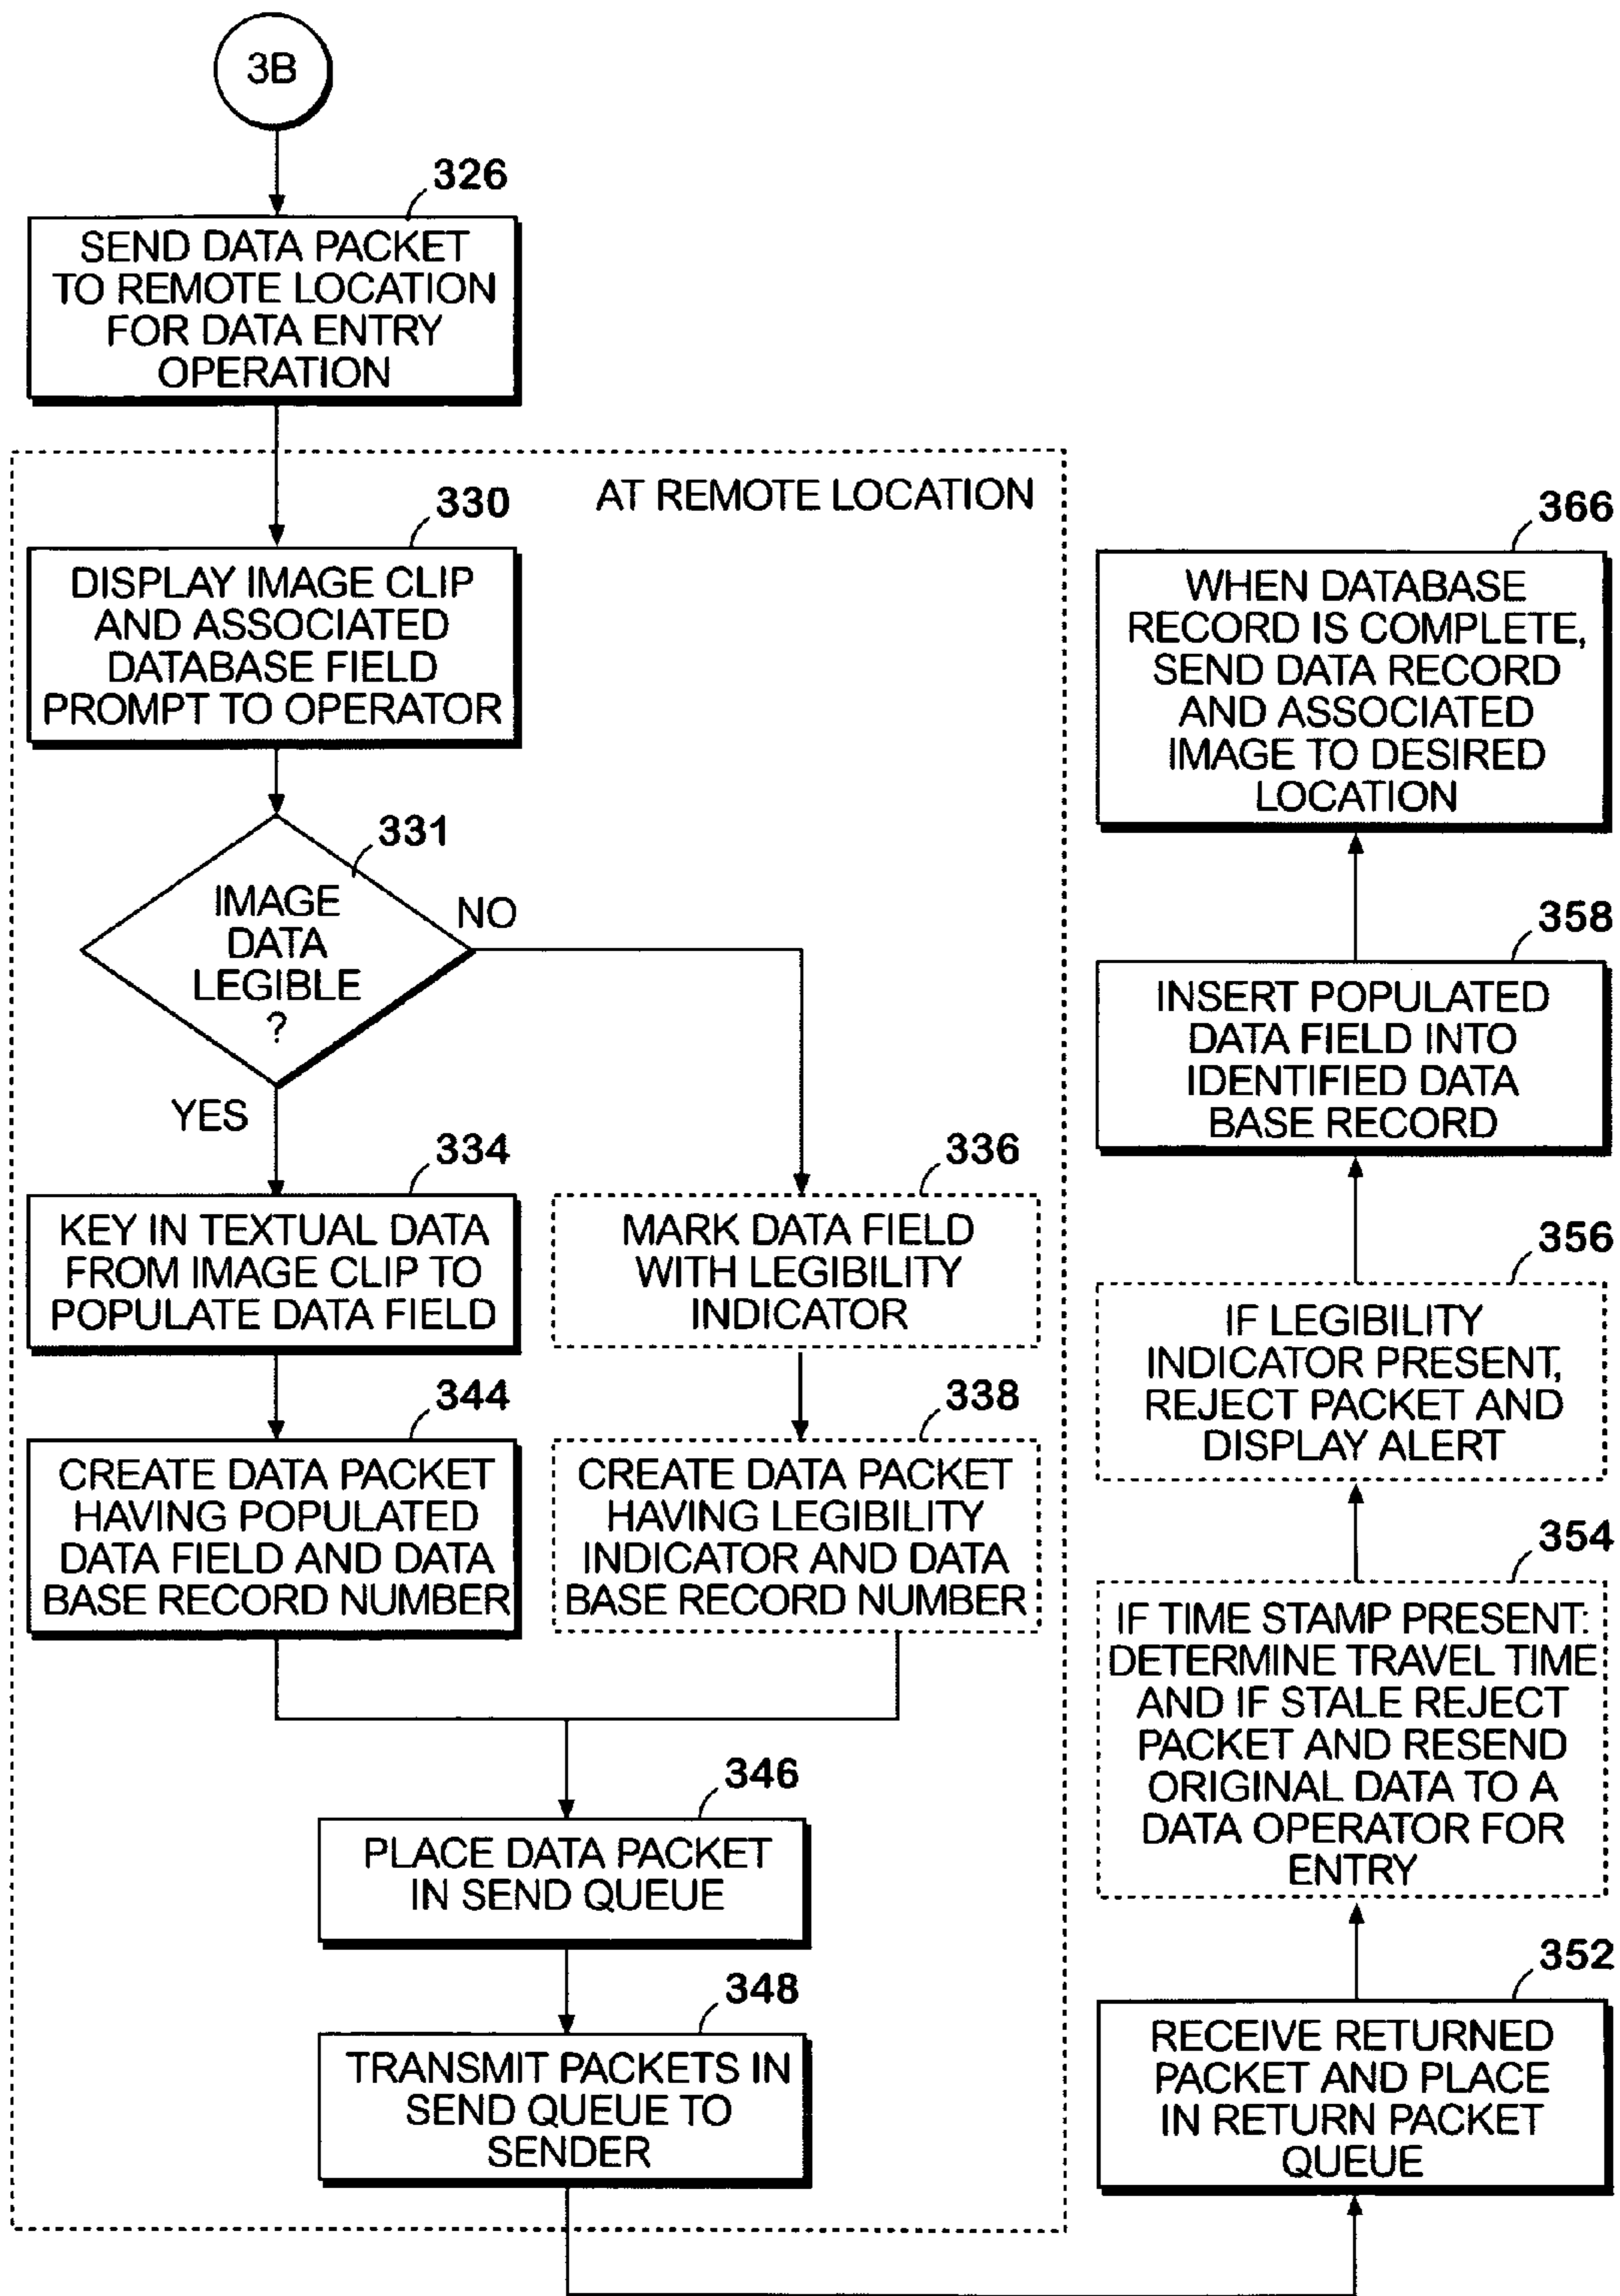 3B
326
SEND DATA PACKET
TO REMOTE LOCATION
FOR DATA ENTRY
OPERATION
AT REMOTE LOCATION
330
DISPLAY IMAGE CLIP
AND ASSOCIATED
DATABASE FIELD
PROMPT TO OPERATOR
331
IMAGE
DATA
LEGIBLE
?
NO
YES
334
KEY IN TEXTUAL DATA
FROM IMAGE CLIP TO
POPULATE DATA FIELD
336
MARK DATA FIELD
WITH LEGIBILITY
INDICATOR
344
CREATE DATA PACKET
HAVING POPULATED
DATA FIELD AND DATA
BASE RECORD NUMBER
338
CREATE DATA PACKET
HAVING LEGIBILITY
INDICATOR AND DATA
BASE RECORD NUMBER
346
PLACE DATA PACKET
IN SEND QUEUE
348
TRANSMIT PACKETS IN
SEND QUEUE TO
SENDER
366
WHEN DATABASE
RECORD IS COMPLETE,
SEND DATA RECORD
AND ASSOCIATED
IMAGE TO DESIRED
LOCATION
358
INSERT POPULATED
DATA FIELD INTO
IDENTIFIED DATA
BASE RECORD
356
IF LEGIBILITY
INDICATOR PRESENT,
REJECT PACKET AND
DISPLAY ALERT
354
IF TIME STAMP PRESENT:
DETERMINE TRAVEL TIME
AND IF STALE REJECT
PACKET AND RESEND
ORIGINAL DATA TO A
DATA OPERATOR FOR
ENTRY
352
RECEIVE RETURNED
PACKET AND PLACE
IN RETURN PACKET
QUEUE